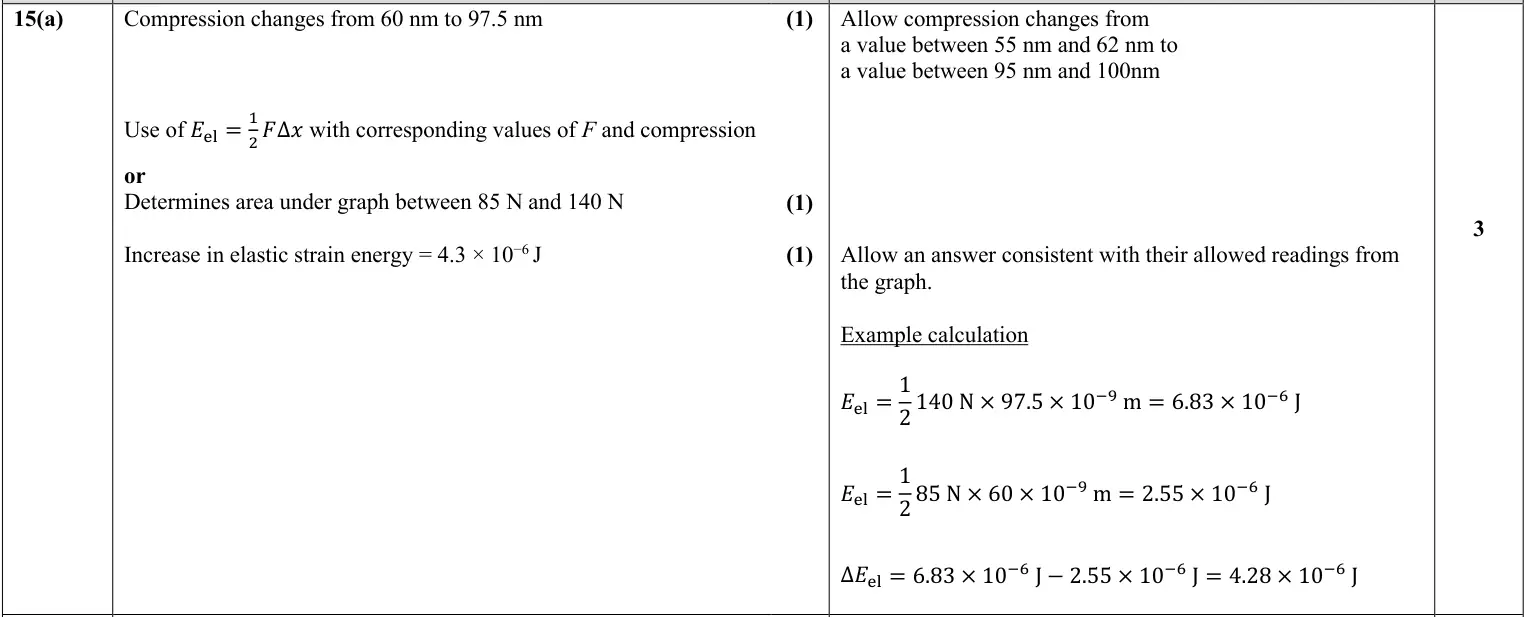 15(a) Compression changes from 60 nm to 97.5 nm (1) Allow compression changes from
a value between 55 nm and 62 nm to
a value between 95 nm and 100nm
Use of E_el = 1/2 FΔx with corresponding values of F and compression
or
Determines area under graph between 85 N and 140 N (1)
3
Increase in elastic strain energy = 4.3 × 10⁻⁶ J (1) Allow an answer consistent with their allowed readings from
the graph.
Example calculation
E_el = 1/2 140 N × 97.5 × 10⁻⁹ m = 6.83 × 10⁻⁶ J
E_el = 1/2 85 N × 60 × 10⁻⁹ m = 2.55 × 10⁻⁶ J
ΔE_el = 6.83 × 10⁻⁶ J − 2.55 × 10⁻⁶ J = 4.28 × 10⁻⁶ J